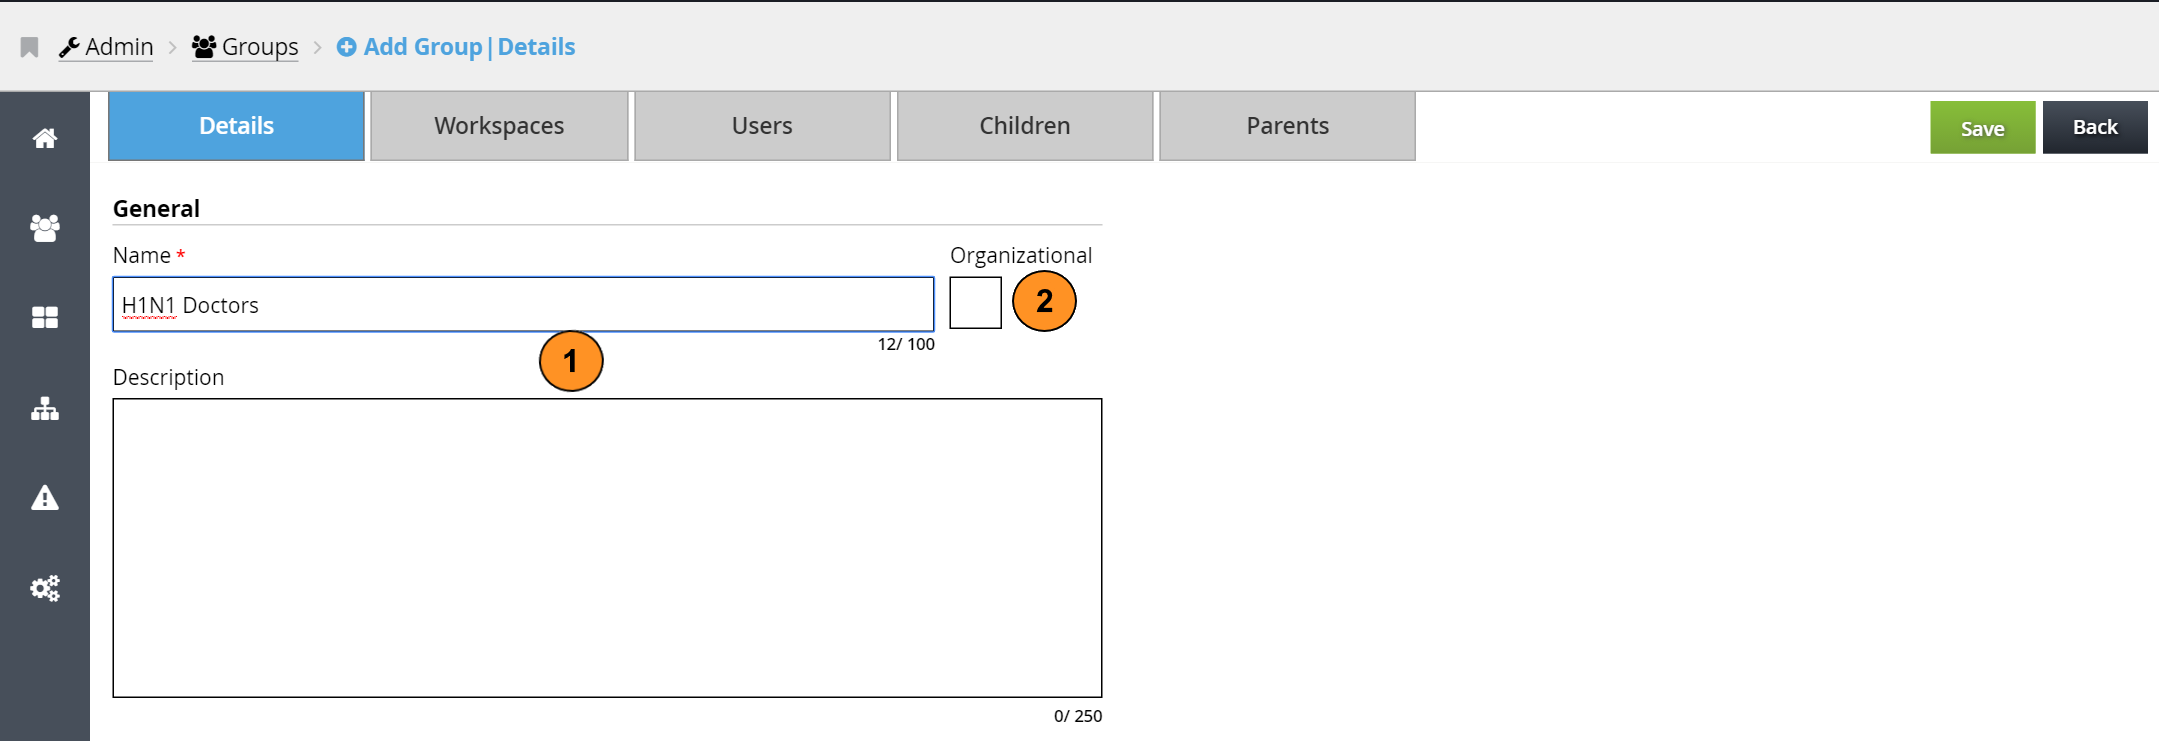 Admin > Groups > Add Group|Details
Details Workspaces Users Children Parents Save Back
General
Name * Organizational
H1N1 Doctors 2
12/ 100
1
Description
0/ 250